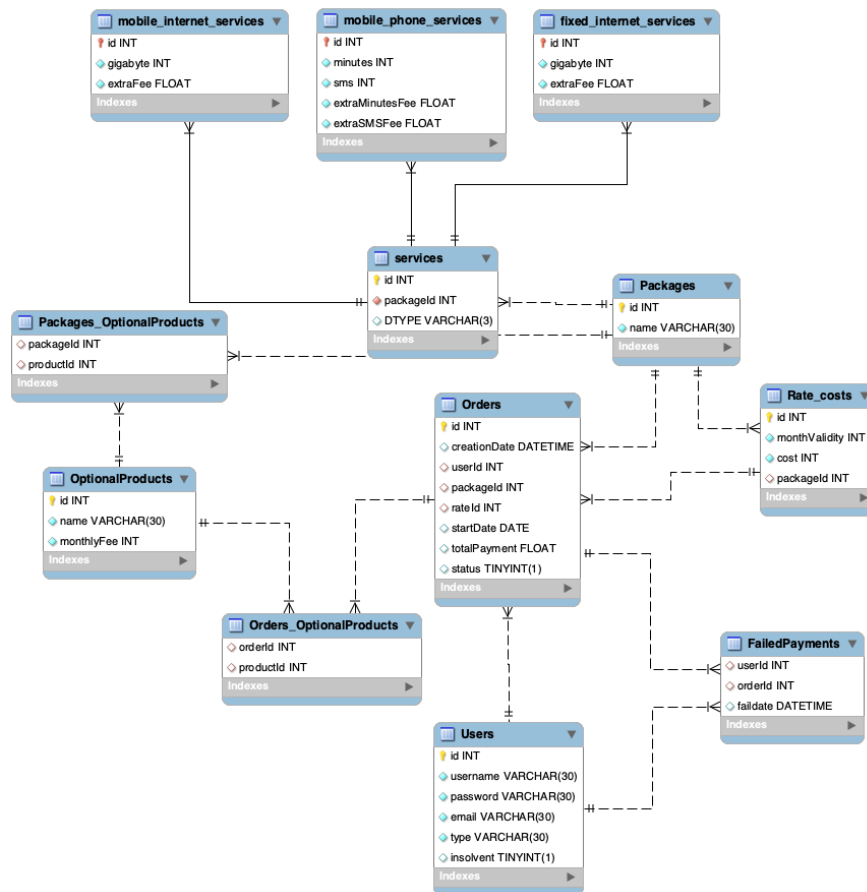 mobile_internet_services
id INT
gigabyte INT
extraFee FLOAT
Indexes
mobile_phone_services
id INT
minutes INT
sms INT
extraMinutesFee FLOAT
extraSMSFee FLOAT
Indexes
fixed_internet_services
id INT
gigabyte INT
extraFee FLOAT
Indexes
services
id INT
packageId INT
DTYPE VARCHAR(3)
Indexes
Packages
id INT
name VARCHAR(30)
Indexes
Packages_OptionalProducts
packageId INT
productId INT
Indexes
Orders
id INT
creationDate DATETIME
userId INT
packageId INT
rateId INT
startDate DATE
totalPayment FLOAT
status TINYINT(1)
Indexes
Rate_costs
id INT
monthValidity INT
cost INT
packageId INT
Indexes
OptionalProducts
id INT
name VARCHAR(30)
monthlyFee INT
Indexes
Orders_OptionalProducts
orderId INT
productId INT
Indexes
FailedPayments
userId INT
orderId INT
faildate DATETIME
Indexes
Users
id INT
username VARCHAR(30)
password VARCHAR(30)
email VARCHAR(30)
type VARCHAR(30)
insolvent TINYINT(1)
Indexes